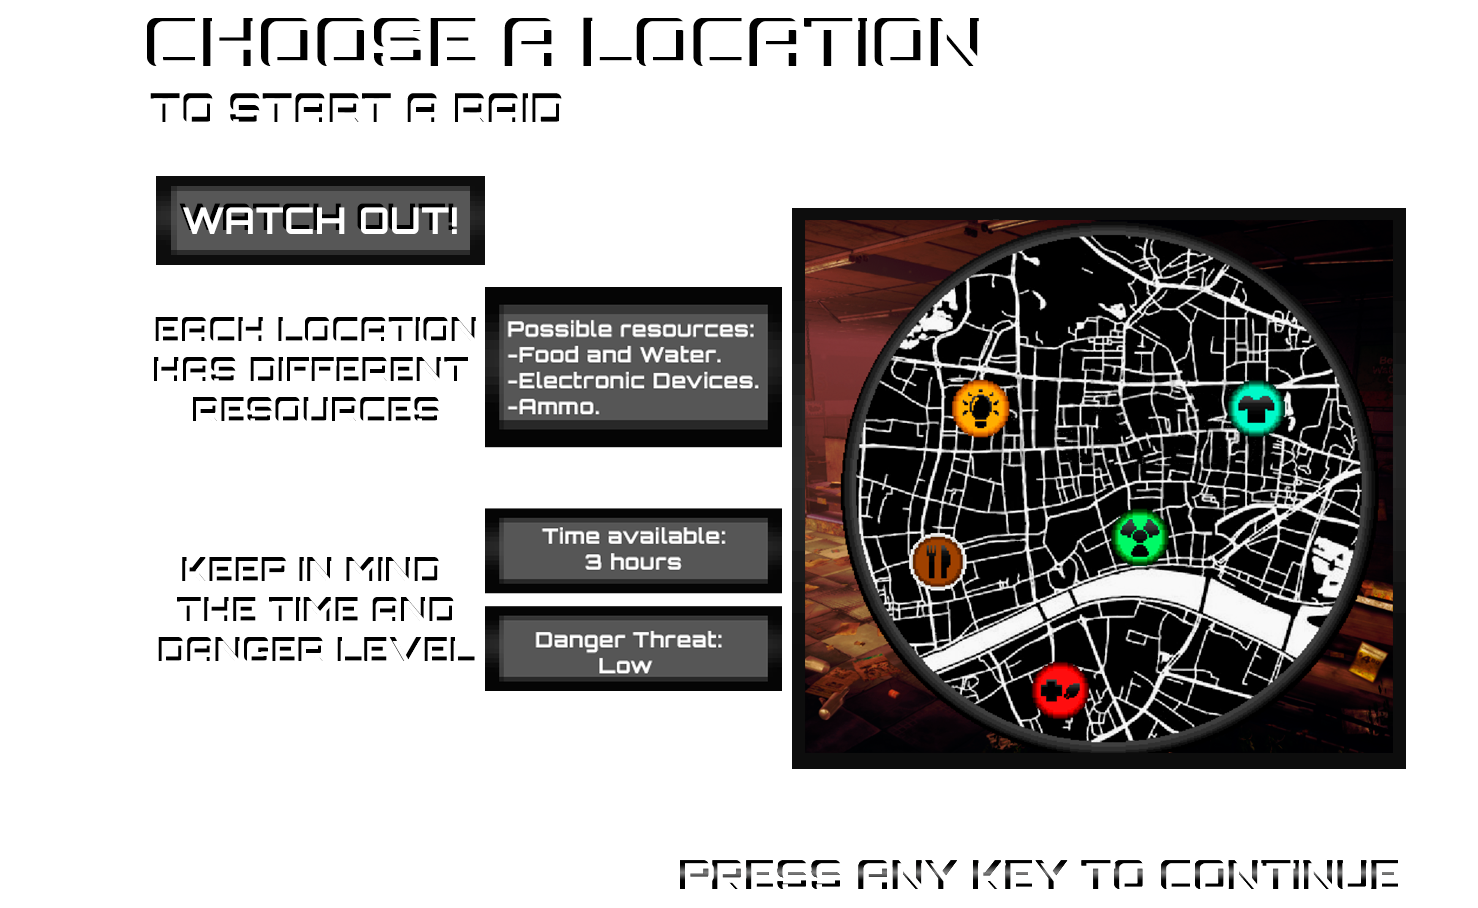 CHOOSE A LOCATION
TO START A RAID
WATCH OUT!
EACH LOCATION
HAS DIFFERENT
RESOURCES
Possible resources:
-Food and Water.
-Electronic Devices.
-Ammo.
KEEP IN MIND
THE TIME AND
DANGER LEVEL
Time available:
3 hours
Danger Threat:
Low
PRESS ANY KEY TO CONTINUE